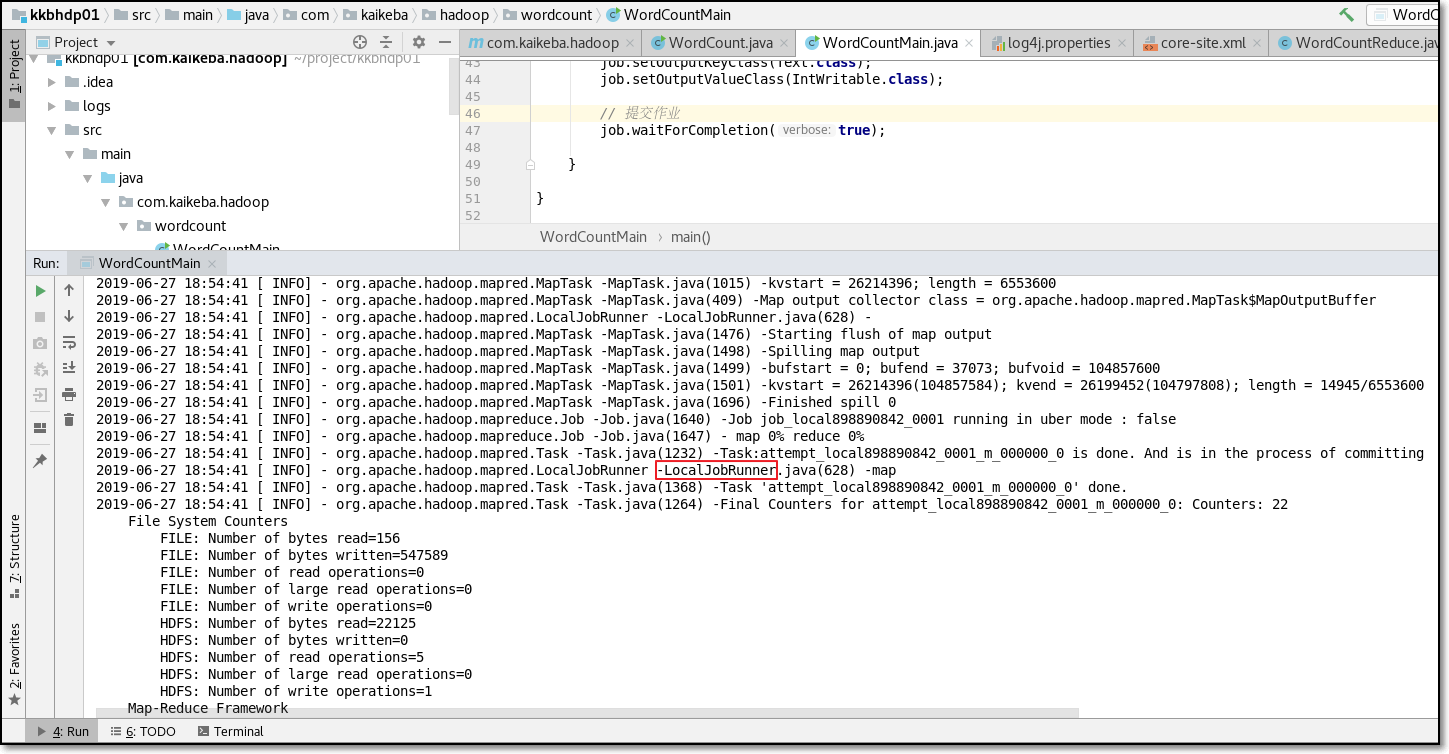 kkbhdp01 src main java com kaikeba hadoop wordcount WordCountMain WordC
1: Project
Project
com.kaikeba.hadoop WordCount.java WordCountMain.java log4j.properties core-site.xml WordCountReduce.jav
kkbhdp01 [com.kaikeba.hadoop] ~/project/kkbhdp01
.idea
logs
src
main
java
com.kaikeba.hadoop
wordcount
WordCountMain
43 job.setOutputKeyClass(Text.class);
44 job.setOutputValueClass(IntWritable.class);
45
46 // 提交作业
47 job.waitForCompletion( verbose: true);
48
49 }
50
51 }
52
WordCountMain › main()
Run: WordCountMain
2019-06-27 18:54:41 [ INFO] - org.apache.hadoop.mapred.MapTask -MapTask.java(1015) -kvstart = 26214396; length = 6553600
2019-06-27 18:54:41 [ INFO] - org.apache.hadoop.mapred.MapTask -MapTask.java(409) -Map output collector class = org.apache.hadoop.mapred.MapTask$MapOutputBuffer
2019-06-27 18:54:41 [ INFO] - org.apache.hadoop.mapred.LocalJobRunner -LocalJobRunner.java(628) -
2019-06-27 18:54:41 [ INFO] - org.apache.hadoop.mapred.MapTask -MapTask.java(1476) -Starting flush of map output
2019-06-27 18:54:41 [ INFO] - org.apache.hadoop.mapred.MapTask -MapTask.java(1498) -Spilling map output
2019-06-27 18:54:41 [ INFO] - org.apache.hadoop.mapred.MapTask -MapTask.java(1499) -bufstart = 0; bufend = 37073; bufvoid = 104857600
2019-06-27 18:54:41 [ INFO] - org.apache.hadoop.mapred.MapTask -MapTask.java(1501) -kvstart = 26214396(104857584); kvend = 26199452(104797808); length = 14945/6553600
2019-06-27 18:54:41 [ INFO] - org.apache.hadoop.mapred.MapTask -MapTask.java(1696) -Finished spill 0
2019-06-27 18:54:41 [ INFO] - org.apache.hadoop.mapreduce.Job -Job.java(1640) -Job job_local898890842_0001 running in uber mode : false
2019-06-27 18:54:41 [ INFO] - org.apache.hadoop.mapreduce.Job -Job.java(1647) - map 0% reduce 0%
2019-06-27 18:54:41 [ INFO] - org.apache.hadoop.mapred.Task -Task.java(1232) -Task:attempt_local898890842_0001_m_000000_0 is done. And is in the process of committing
2019-06-27 18:54:41 [ INFO] - org.apache.hadoop.mapred.LocalJobRunner -LocalJobRunner.java(628) -map
2019-06-27 18:54:41 [ INFO] - org.apache.hadoop.mapred.Task -Task.java(1368) -Task 'attempt_local898890842_0001_m_000000_0' done.
2019-06-27 18:54:41 [ INFO] - org.apache.hadoop.mapred.Task -Task.java(1264) -Final Counters for attempt_local898890842_0001_m_000000_0: Counters: 22
File System Counters
FILE: Number of bytes read=156
FILE: Number of bytes written=547589
FILE: Number of read operations=0
FILE: Number of large read operations=0
FILE: Number of write operations=0
HDFS: Number of bytes read=22125
HDFS: Number of bytes written=0
HDFS: Number of read operations=5
HDFS: Number of large read operations=0
HDFS: Number of write operations=1
Map-Reduce Framework
7: Structure
2: Favorites
4: Run 6: TODO Terminal